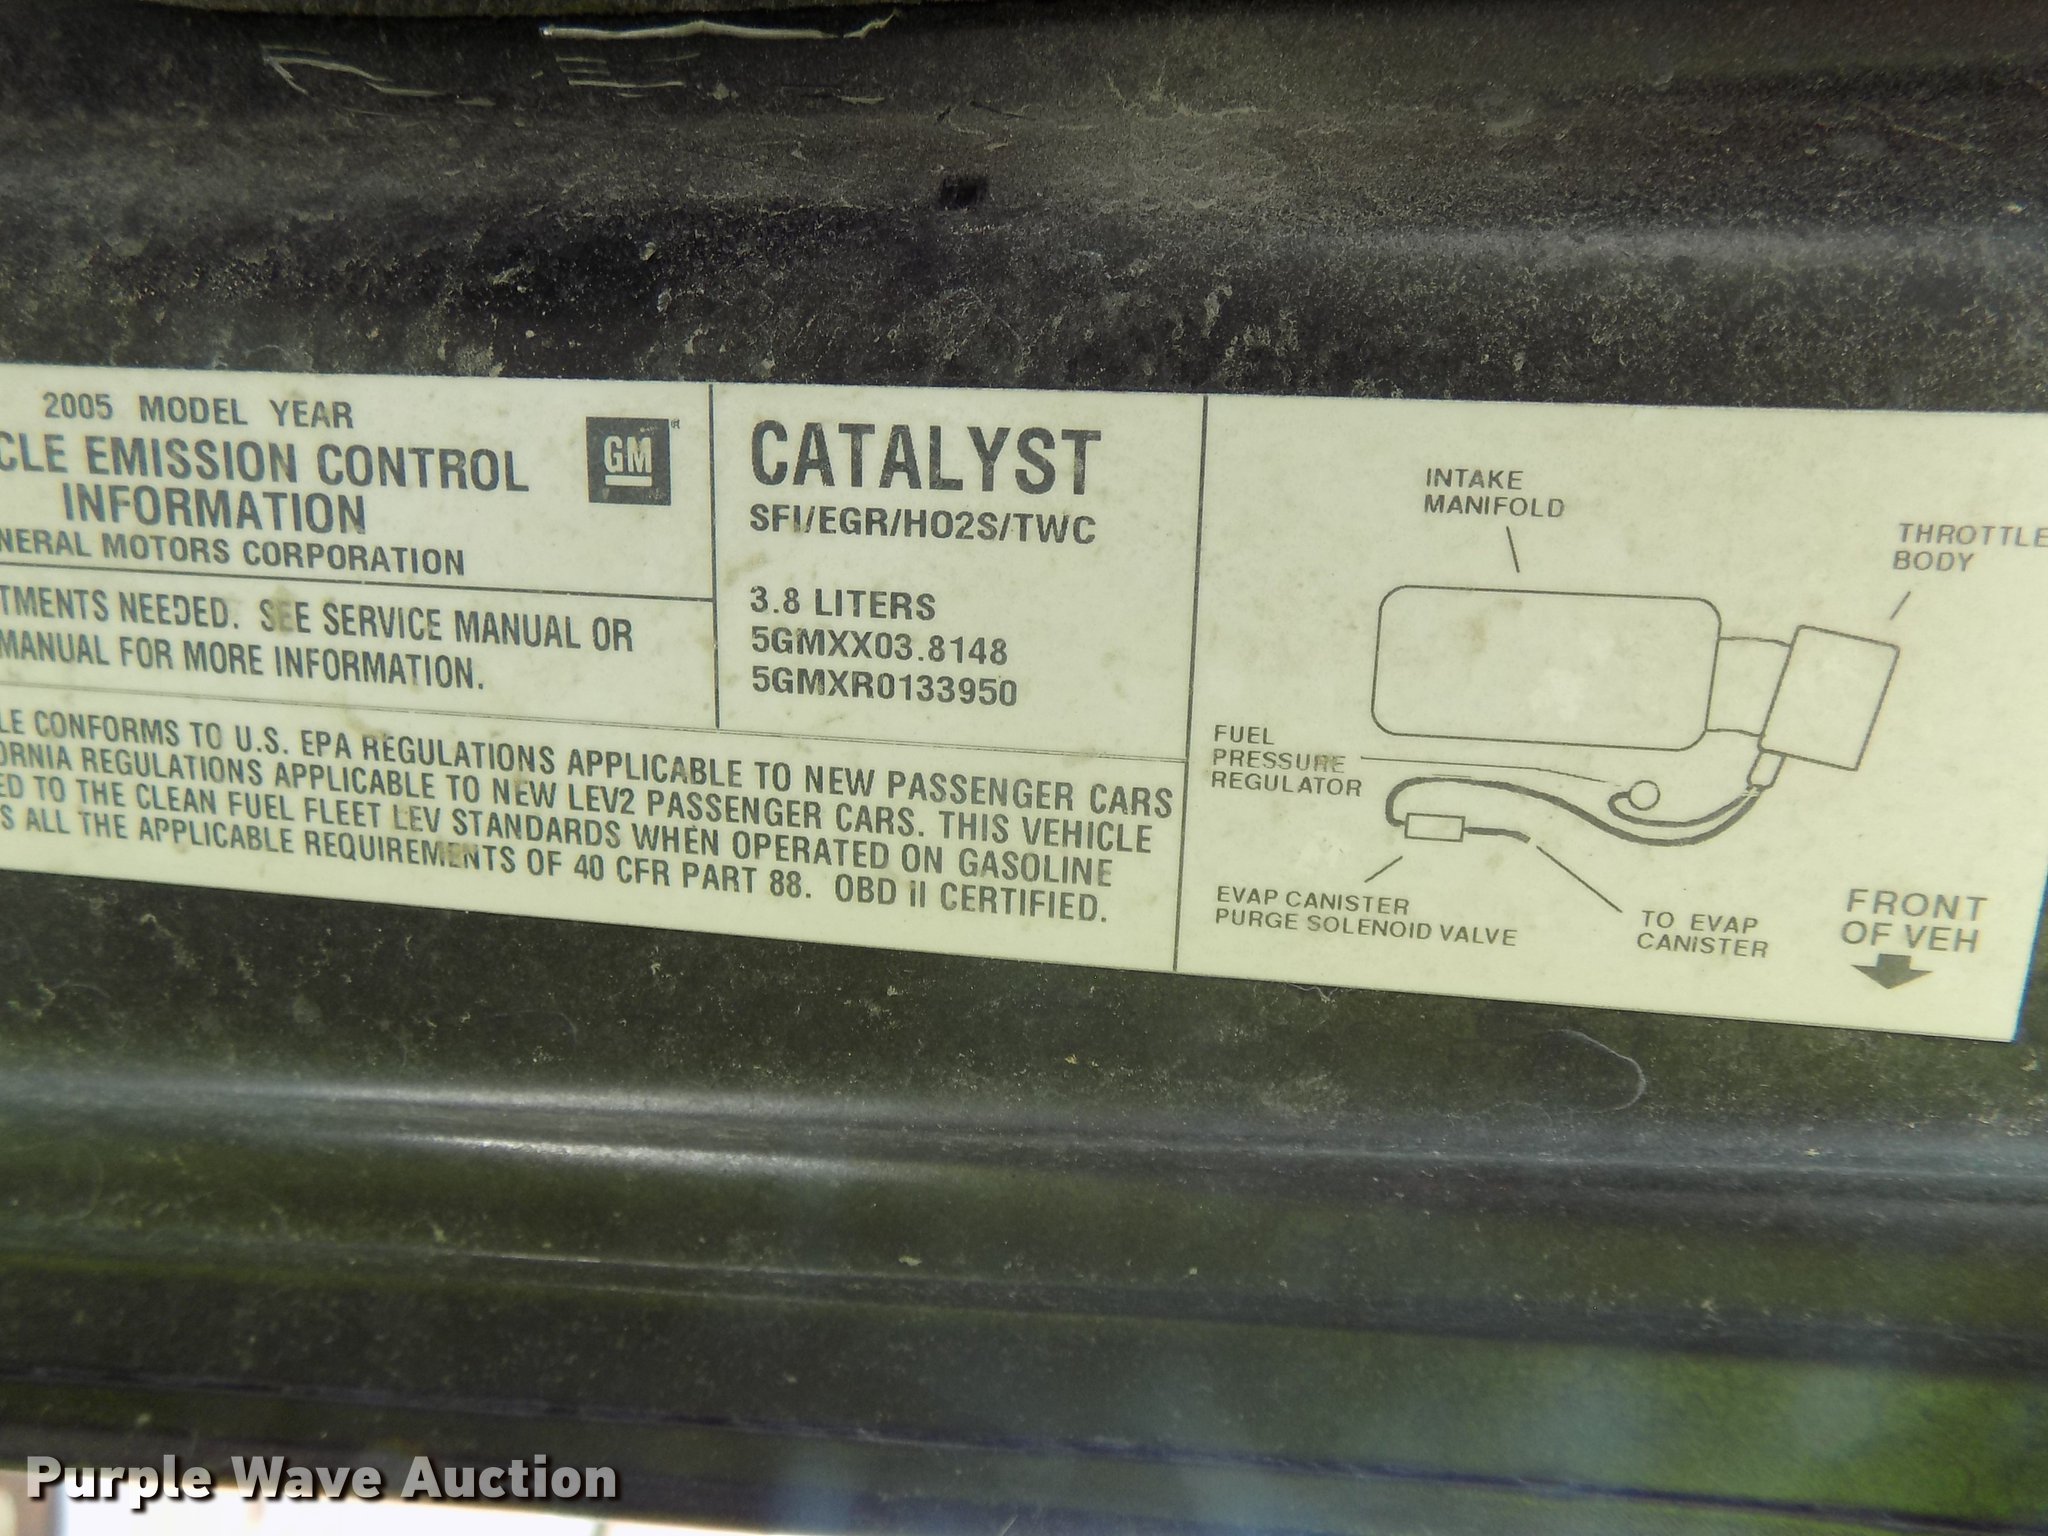 2005 MODEL YEAR
CLE EMISSION CONTROL
INFORMATION
NERAL MOTORS CORPORATION
GM
TMENTS NEEDED. SEE SERVICE MANUAL OR
MANUAL FOR MORE INFORMATION.
CATALYST
SFI/EGR/HO2S/TWC
3.8 LITERS
5GMXX03.8148
5GMXR0133950
LE CONFORMS TO U.S. EPA REGULATIONS APPLICABLE TO NEW PASSENGER CARS
ORNIA REGULATIONS APPLICABLE TO NEW LEV2 PASSENGER CARS. THIS VEHICLE
ED TO THE CLEAN FUEL FLEET LEV STANDARDS WHEN OPERATED ON GASOLINE
S ALL THE APPLICABLE REQUIREMENTS OF 40 CFR PART 88. OBD II CERTIFIED.
INTAKE
MANIFOLD
THROTTLE
BODY
FUEL
PRESSURE
REGULATOR
EVAP CANISTER
PURGE SOLENOID VALVE
TO EVAP
CANISTER
FRONT
OF VEH
Purple Wave Auction